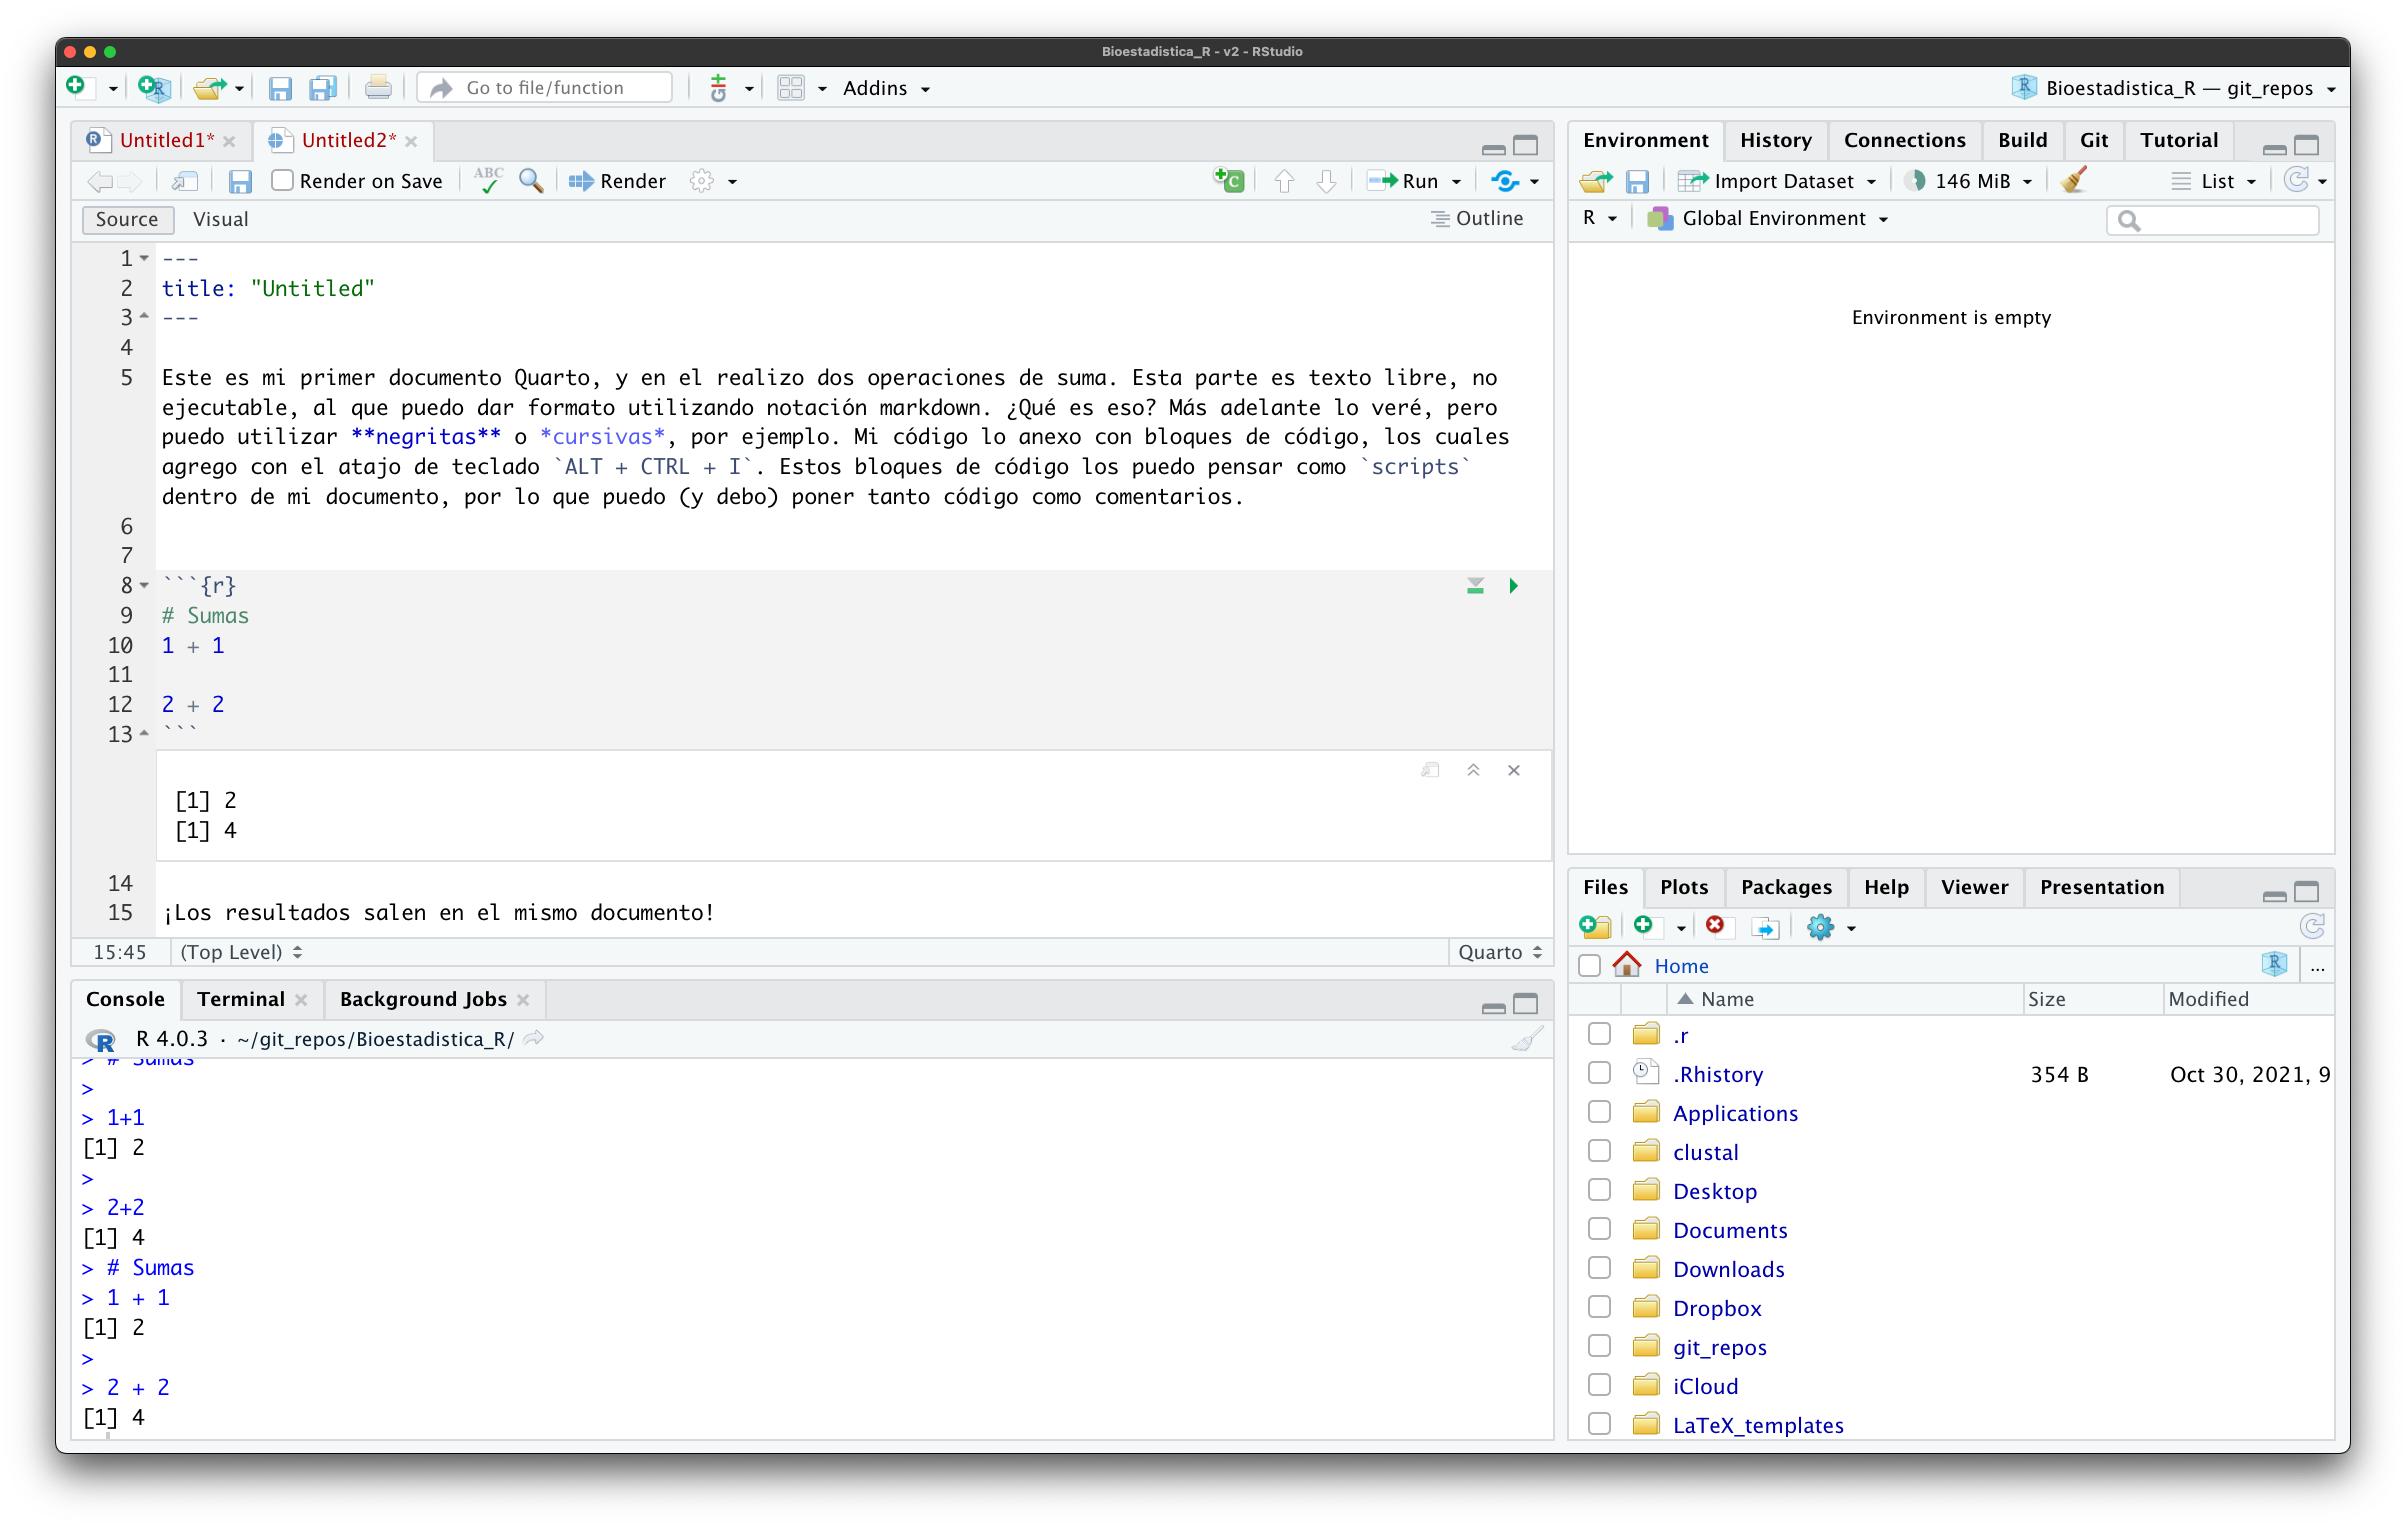 Bioestadistica_R - v2 - RStudio
Go to file/function
Git
Addins
Bioestadistica_R — git_repos
Untitled1*
Untitled2*
Render on Save
ABC
Render
Run
Source
Visual
Outline
1 ---
2 title: "Untitled"
3 ---
4
5 Este es mi primer documento Quarto, y en el realizo dos operaciones de suma. Esta parte es texto libre, no
ejecutable, al que puedo dar formato utilizando notación markdown. ¿Qué es eso? Más adelante lo veré, pero
puedo utilizar **negritas** o *cursivas*, por ejemplo. Mi código lo anexo con bloques de código, los cuales
agrego con el atajo de teclado `ALT + CTRL + I`. Estos bloques de código los puedo pensar como `scripts`
dentro de mi documento, por lo que puedo (y debo) poner tanto código como comentarios.
6
7
8 ```{r}
9 # Sumas
10 1 + 1
11
12 2 + 2
13 ```
[1] 2
[1] 4
14
15 ¡Los resultados salen en el mismo documento!
15:45
(Top Level)
Quarto
Console
Terminal
Background Jobs
R 4.0.3 · ~/git_repos/Bioestadistica_R/
> # Sumas
>
> 1+1
[1] 2
>
> 2+2
[1] 4
> # Sumas
> 1 + 1
[1] 2
>
> 2 + 2
[1] 4
Environment
History
Connections
Build
Git
Tutorial
Import Dataset
146 MiB
List
R
Global Environment
Environment is empty
Files
Plots
Packages
Help
Viewer
Presentation
Home
...
Name
Size
Modified
.r
.Rhistory 354 B Oct 30, 2021, 9
Applications
clustal
Desktop
Documents
Downloads
Dropbox
git_repos
iCloud
LaTeX_templates